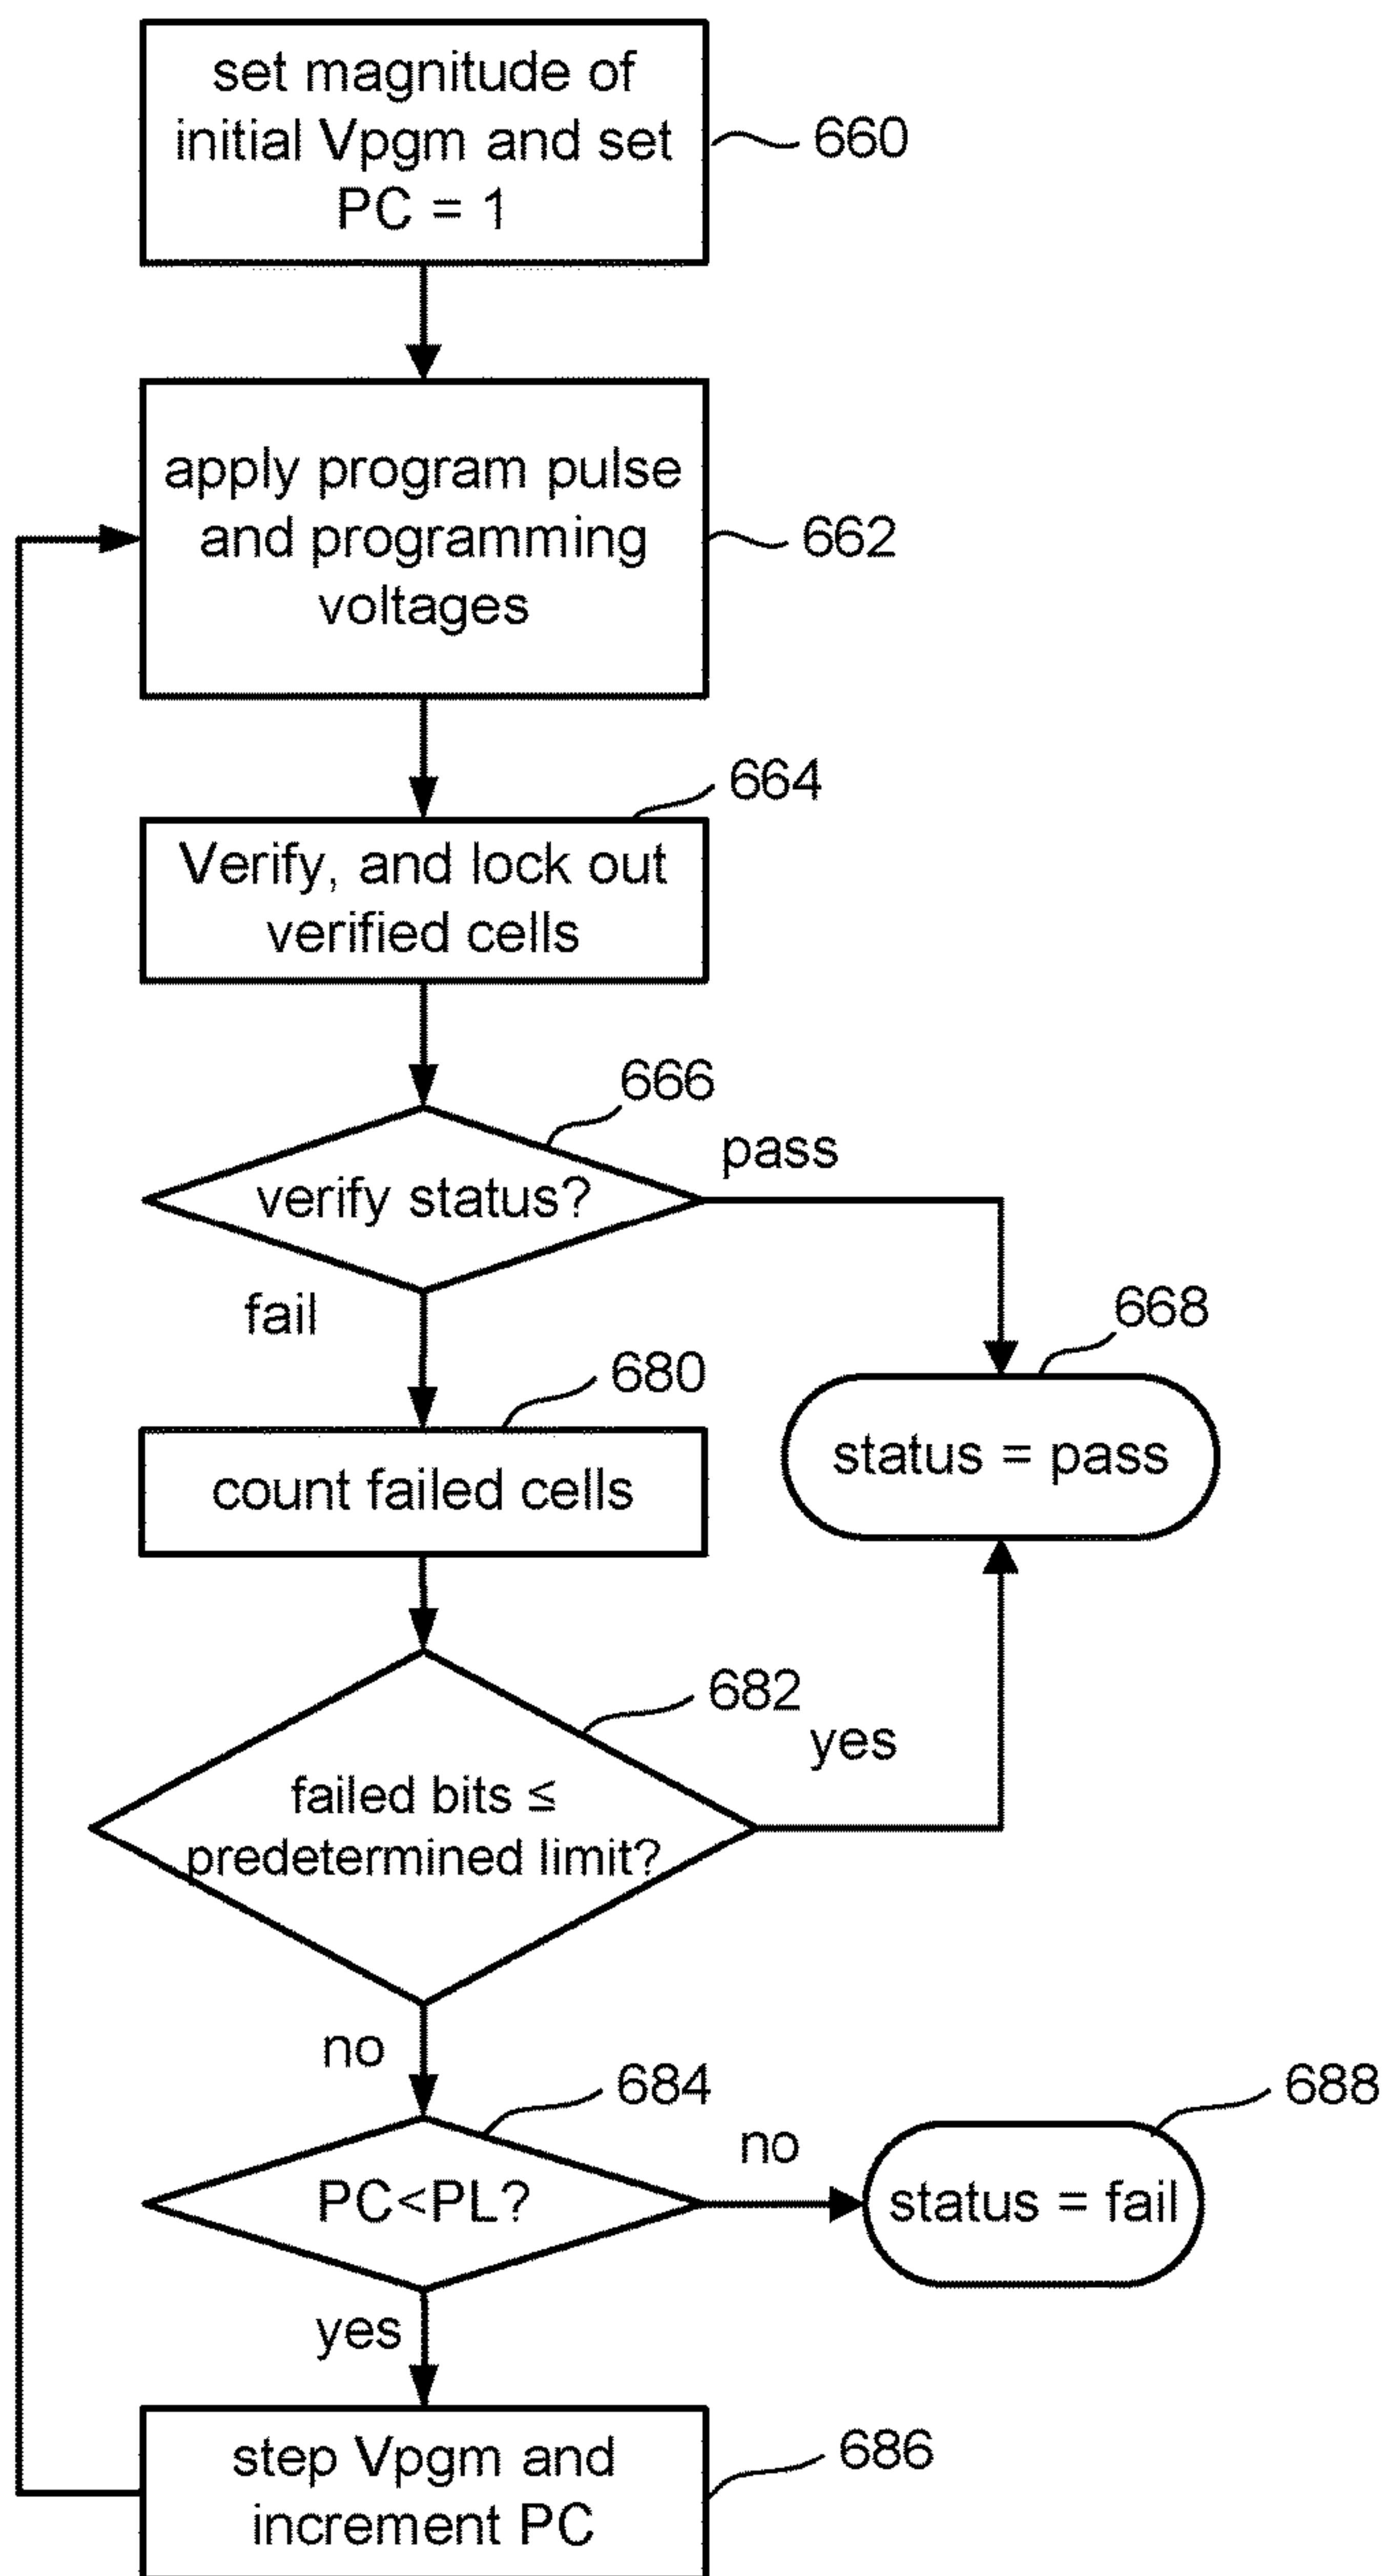 set magnitude of
initial Vpgm and set
PC = 1
660
apply program pulse
and programming
voltages
662
664
Verify, and lock out
verified cells
666
pass
verify status?
fail
668
680
status = pass
count failed cells
682
yes
failed bits ≤
predetermined limit?
no
684
688
no
PC<PL?
status = fail
yes
step Vpgm and
increment PC
686